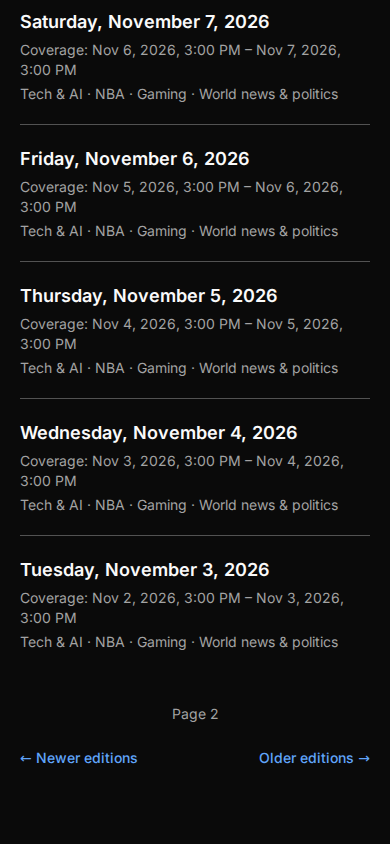 Saturday, November 7, 2026
Coverage: Nov 6, 2026, 3:00 PM – Nov 7, 2026,
3:00 PM
Tech & AI · NBA · Gaming · World news & politics
Friday, November 6, 2026
Coverage: Nov 5, 2026, 3:00 PM – Nov 6, 2026,
3:00 PM
Tech & AI · NBA · Gaming · World news & politics
Thursday, November 5, 2026
Coverage: Nov 4, 2026, 3:00 PM – Nov 5, 2026,
3:00 PM
Tech & AI · NBA · Gaming · World news & politics
Wednesday, November 4, 2026
Coverage: Nov 3, 2026, 3:00 PM – Nov 4, 2026,
3:00 PM
Tech & AI · NBA · Gaming · World news & politics
Tuesday, November 3, 2026
Coverage: Nov 2, 2026, 3:00 PM – Nov 3, 2026,
3:00 PM
Tech & AI · NBA · Gaming · World news & politics
Page 2
← Newer editions
Older editions →